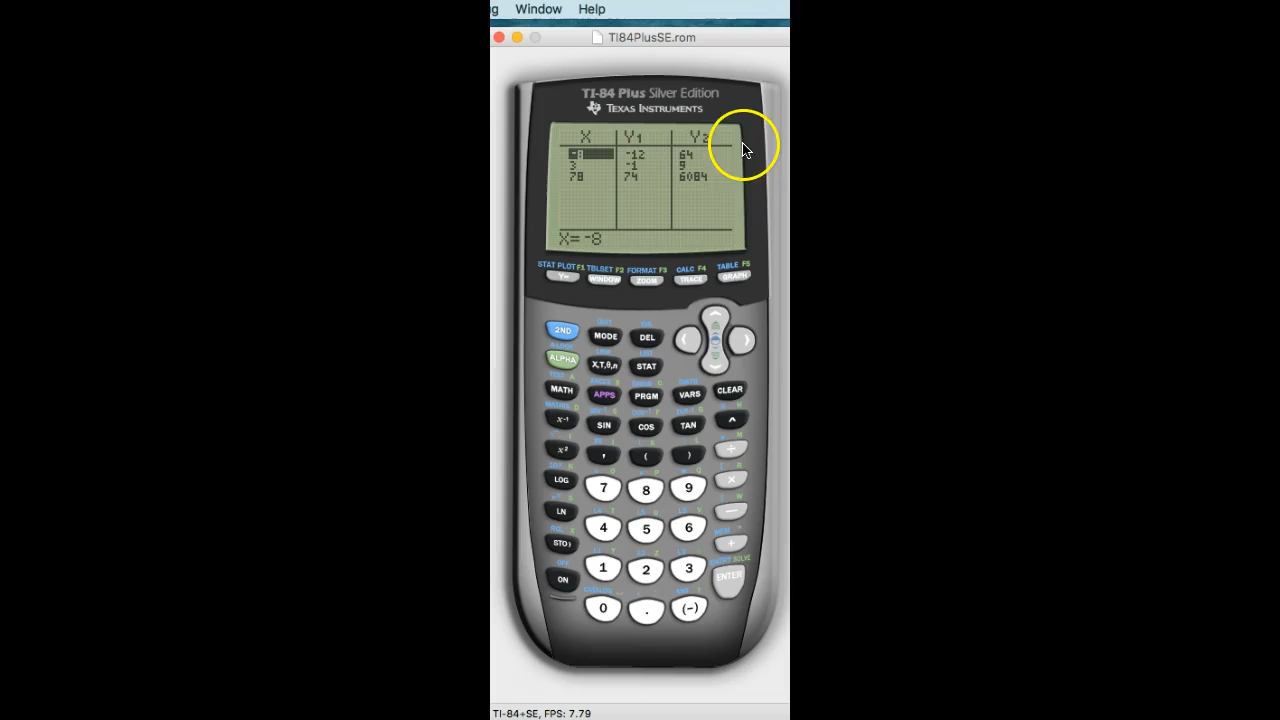 g Window Help
TI84PlusSE.rom
TI-84 Plus Silver Edition
TEXAS INSTRUMENTS
X Y1 Y2
-8 -12 64
3 -1 9
78 74 6084
X= -8
STAT PLOT F1 TBLSET F2 FORMAT F3 CALC F4 TABLE F5
Y= WINDOW ZOOM TRACE GRAPH
2ND MODE DEL
ALPHA X,T,θ,n STAT
MATH APPS PRGM VARS CLEAR
x-1 SIN COS TAN ^
x2 , ( ) ÷
LOG 7 8 9 ×
LN 4 5 6 —
STO 1 2 3 +
ON 0 . (-) ENTER
TI-84+SE, FPS: 7.79